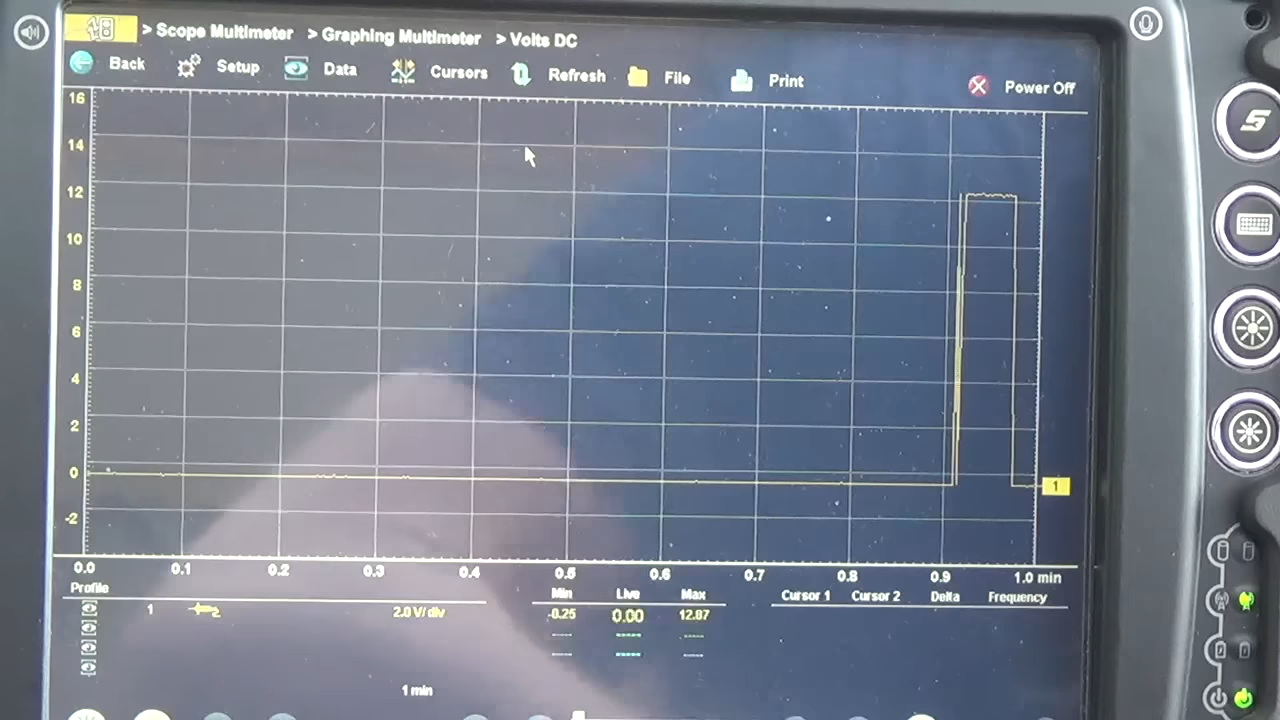 > Scope Multimeter > Graphing Multimeter > Volts DC
Back Setup Data Cursors Refresh File Print Power Off
16
14
12
10
8
6
4
2
0
1
-2
0.0 0.1 0.2 0.3 0.4 0.5 0.6 0.7 0.8 0.9 1.0 min
Profile Min Live Max Cursor 1 Cursor 2 Delta Frequency
1 2.0 V/div -0.25 0.00 12.87
---- ---- ----
---- ---- ----
1 min
S